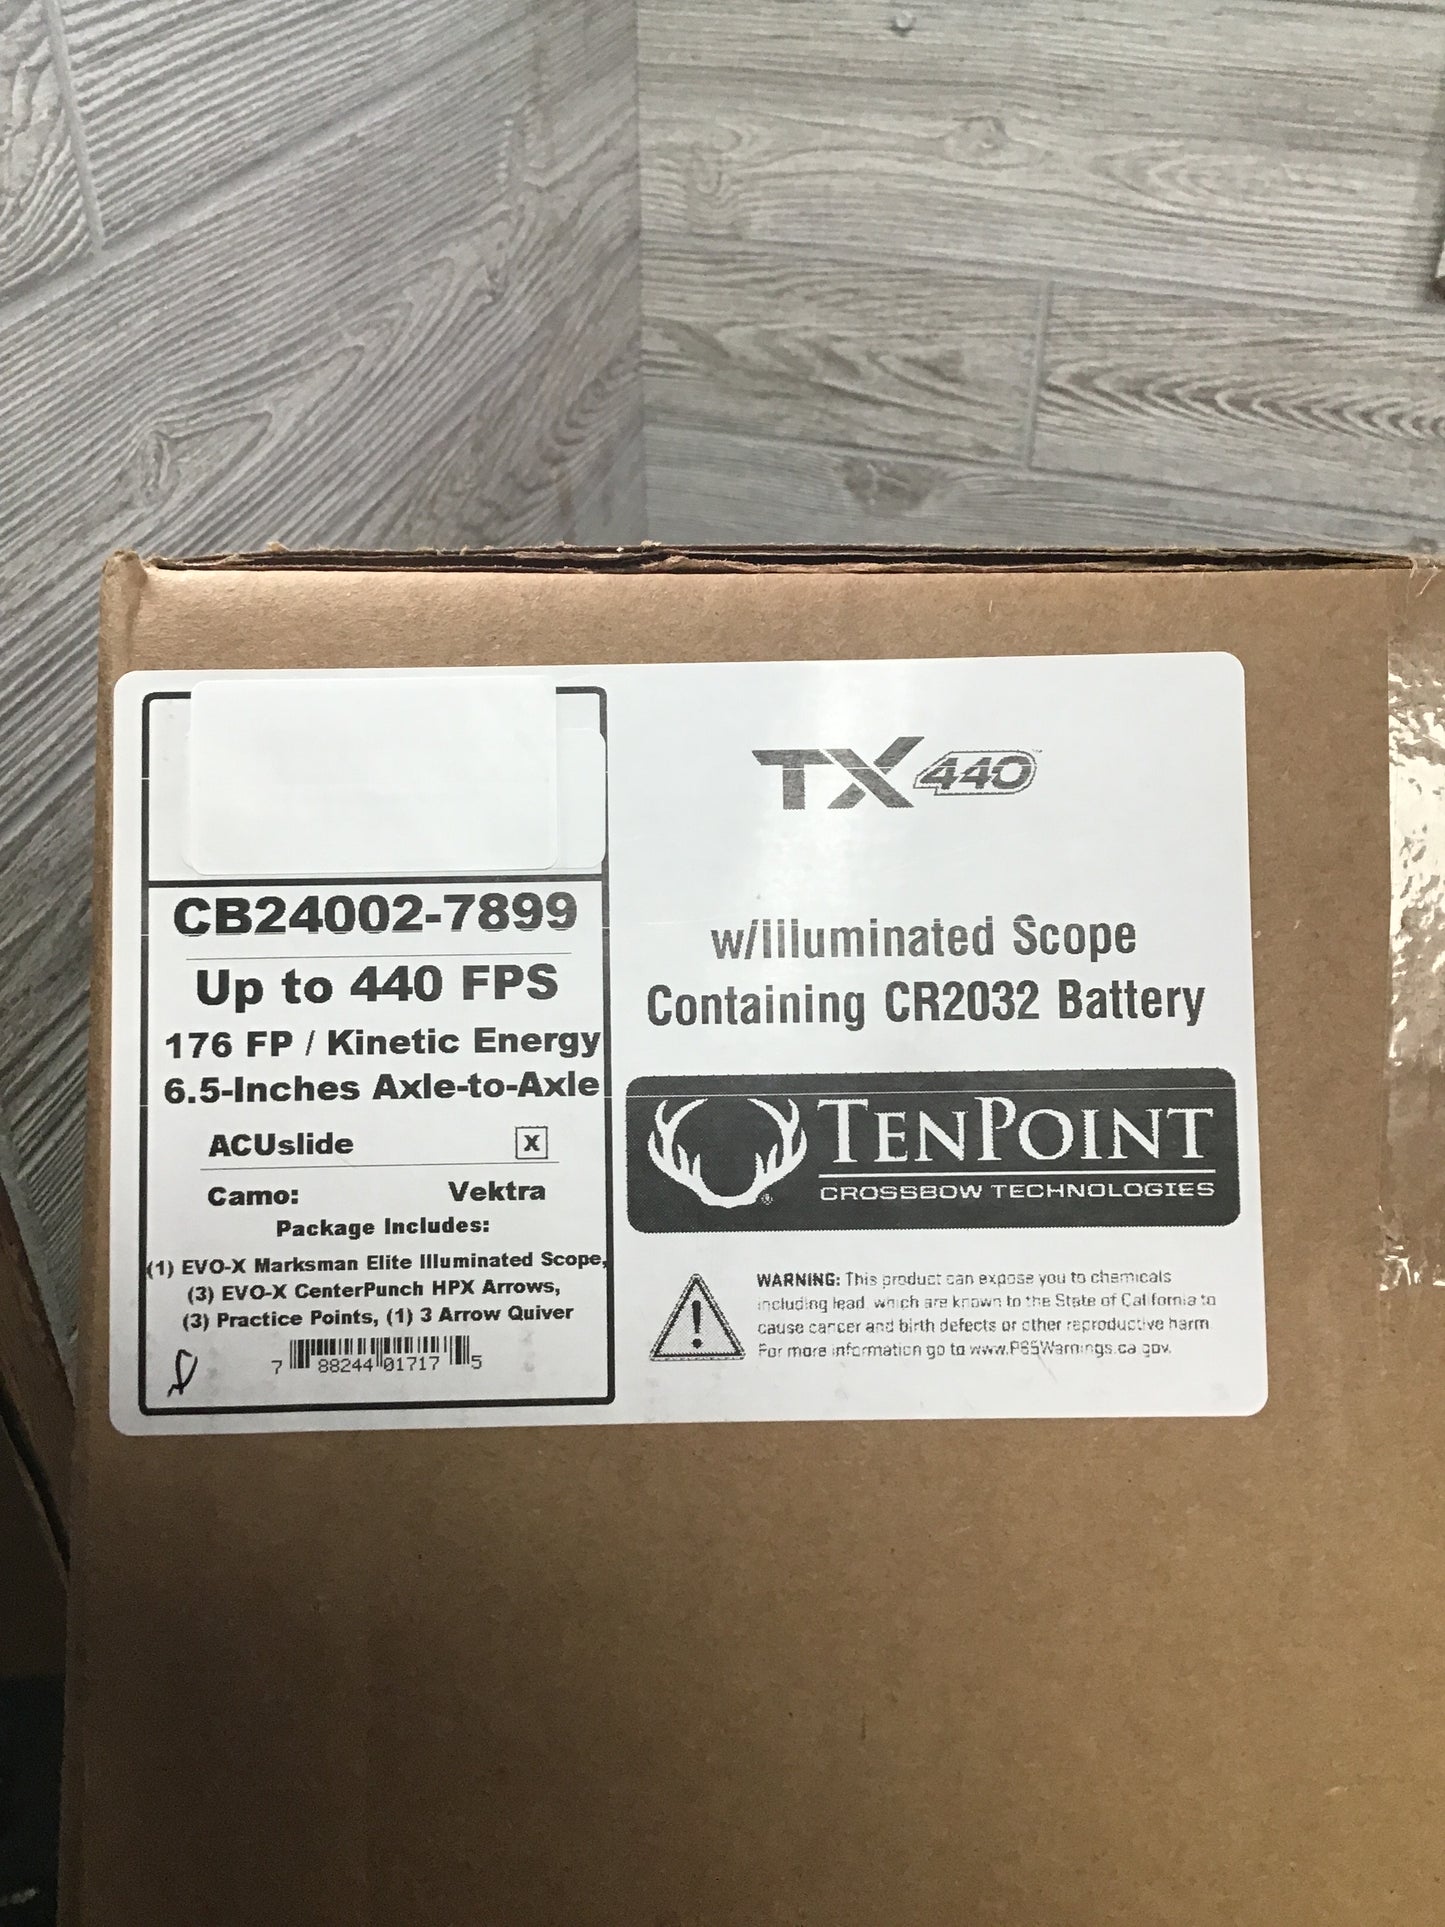 CB24002-7899
Up to 440 FPS
176 FP / Kinetic Energy
6.5-Inches Axle-to-Axle
ACUslide X
Camo: Vektra
Package Includes:
(1) EVO-X Marksman Elite Illuminated Scope,
(3) EVO-X CenterPunch HPX Arrows,
(3) Practice Points, (1) 3 Arrow Quiver
7 88244 01717 5
TX 440™
w/Illuminated Scope
Containing CR2032 Battery
TENPOINT
CROSSBOW TECHNOLOGIES ®
WARNING: This product can expose you to chemicals
including lead, which are known to the State of California to
cause cancer and birth defects or other reproductive harm.
For more information go to www.P65Warnings.ca.gov.